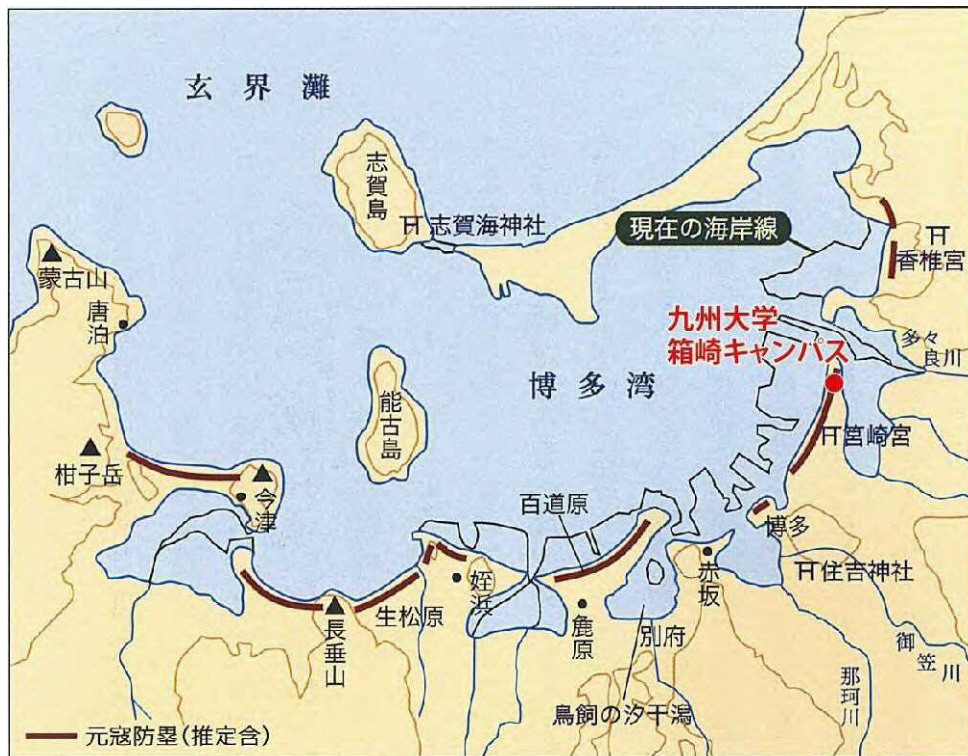 玄界灘
志賀島
志賀海神社
現在の海岸線
香椎宮
蒙古山
唐泊
九州大学
箱崎キャンパス
多々良川
博多湾
能古島
筥崎宮
柑子岳
今津
百道原
博多
住吉神社
赤坂
姪浜
生松原
長垂山
麁原
別府
鳥飼の汐干潟
御笠川
那珂川
元寇防塁(推定含)